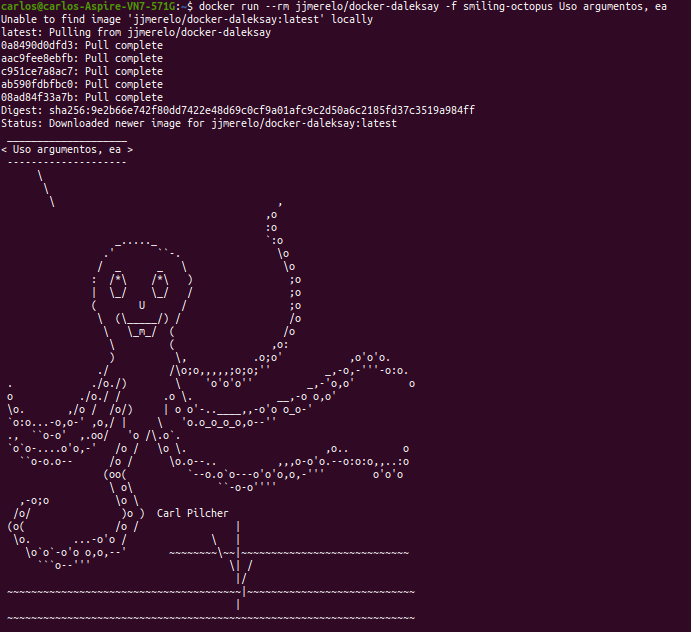 carlos@carlos-Aspire-VN7-571G:~$ docker run --rm jjmerelo/docker-daleksay -f smiling-octopus Uso argumentos, ea
Unable to find image 'jjmerelo/docker-daleksay:latest' locally
latest: Pulling from jjmerelo/docker-daleksay
0a8490d0dfd3: Pull complete
aac9fee8ebfb: Pull complete
c951ce7a8ac7: Pull complete
ab590fdbfbc0: Pull complete
08ad84f33a7b: Pull complete
Digest: sha256:9e2b66e742f80dd7422e48d69c0cf9a01afc9c2d50a6c2185fd37c3519a984ff
Status: Downloaded newer image for jjmerelo/docker-daleksay:latest
< Uso argumentos, ea >
Carl Pilcher